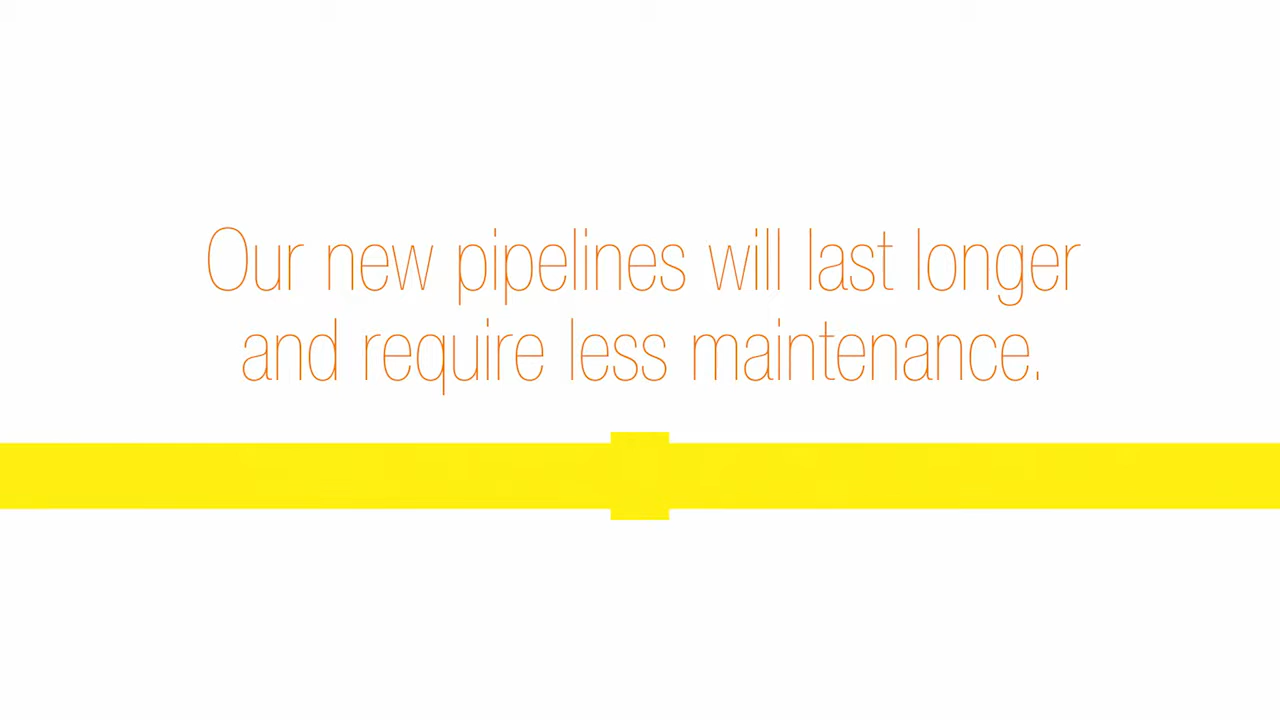 Our new pipelines will last longer
and require less maintenance.